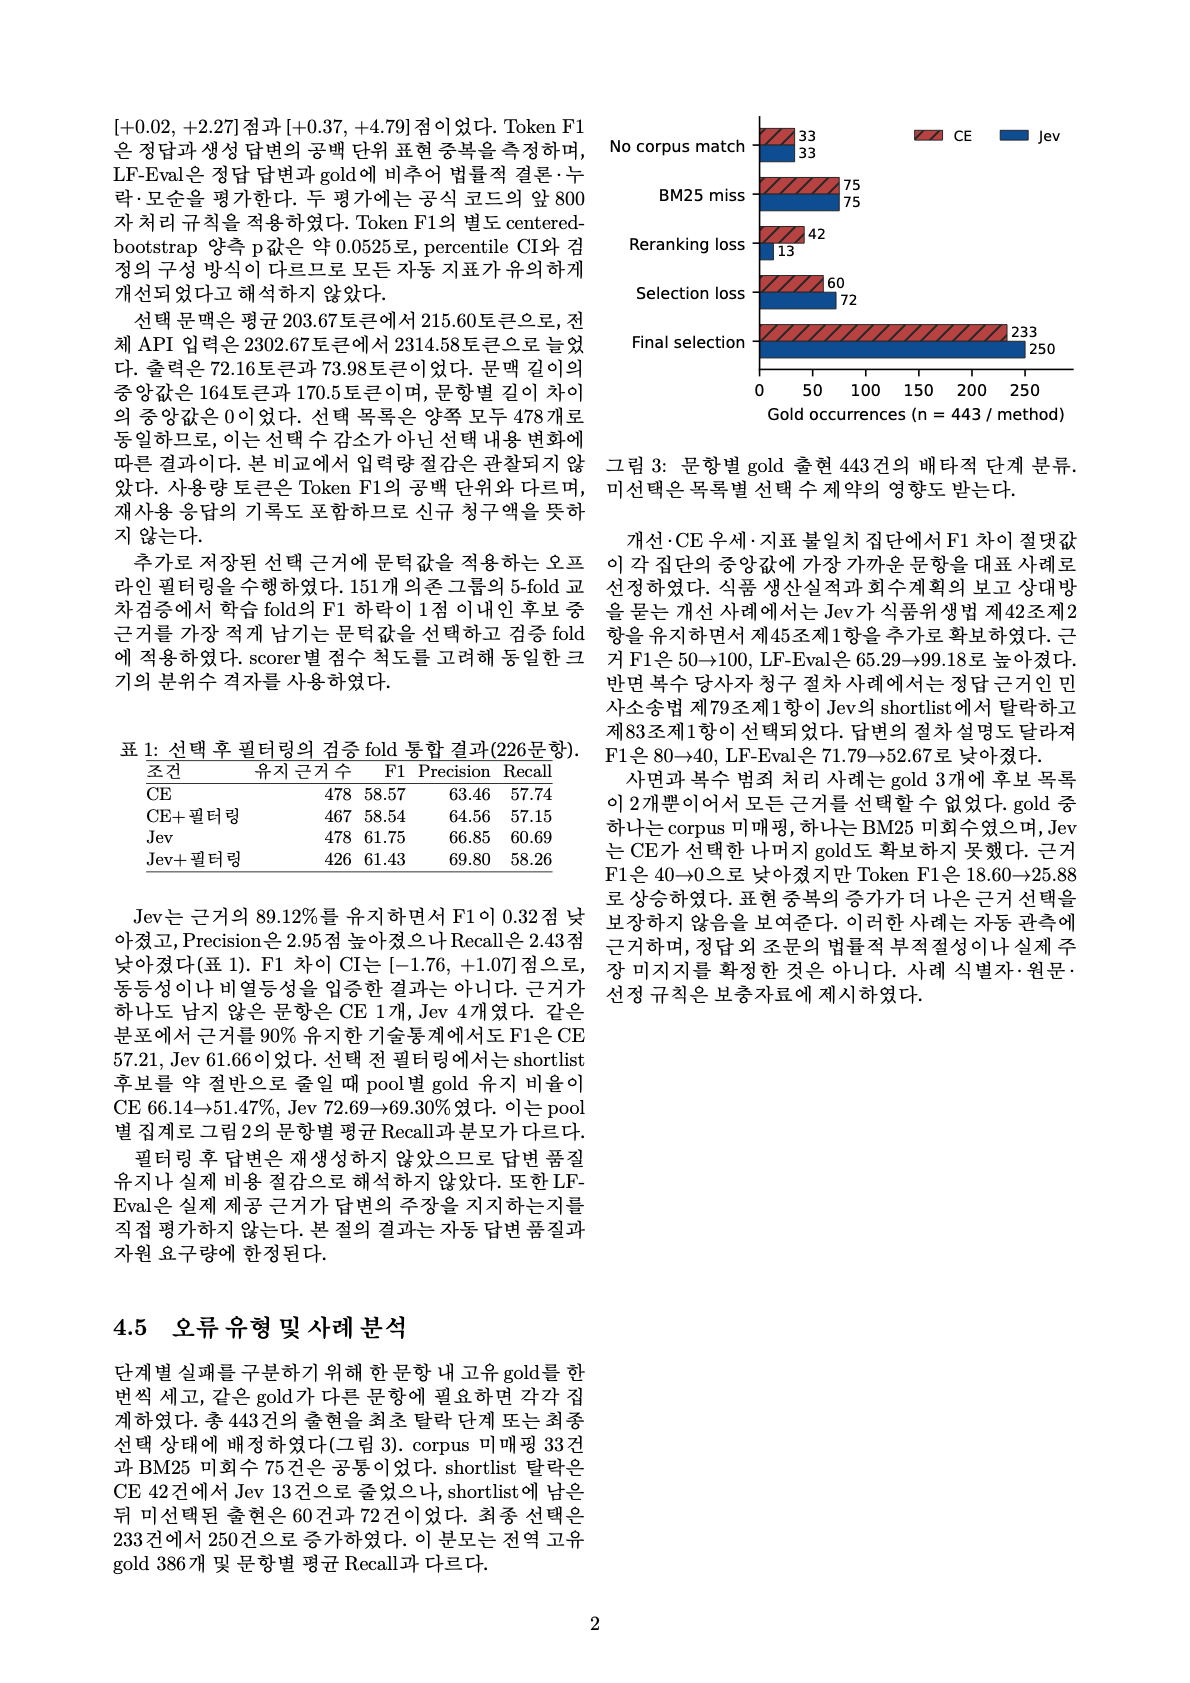 [+0.02, +2.27]점과 [+0.37, +4.79]점이었다. Token F1
은 정답과 생성 답변의 공백 단위 표현 중복을 측정하며,
LF-Eval은 정답 답변과 gold에 비추어 법률적 결론·누
락·모순을 평가한다. 두 평가에는 공식 코드의 앞 800
자 처리 규칙을 적용하였다. Token F1의 별도 centered-
bootstrap 양측 p값은 약 0.0525로, percentile CI와 검
정의 구성 방식이 다르므로 모든 자동 지표가 유의하게
개선되었다고 해석하지 않았다.
선택 문맥은 평균 203.67토큰에서 215.60토큰으로, 전
체 API 입력은 2302.67토큰에서 2314.58토큰으로 늘었
다. 출력은 72.16토큰과 73.98토큰이었다. 문맥 길이의
중앙값은 164토큰과 170.5토큰이며, 문항별 길이 차이
의 중앙값은 0이었다. 선택 목록은 양쪽 모두 478개로
동일하므로, 이는 선택 수 감소가 아닌 선택 내용 변화에
따른 결과이다. 본 비교에서 입력량 절감은 관찰되지 않
았다. 사용량 토큰은 Token F1의 공백 단위와 다르며,
재사용 응답의 기록도 포함하므로 신규 청구액을 뜻하
지 않는다.
추가로 저장된 선택 근거에 문턱값을 적용하는 오프
라인 필터링을 수행하였다. 151개 의존 그룹의 5-fold 교
차검증에서 학습 fold의 F1 하락이 1점 이내인 후보 중
근거를 가장 적게 남기는 문턱값을 선택하고 검증 fold
에 적용하였다. scorer별 점수 척도를 고려해 동일한 크
기의 분위수 격자를 사용하였다.
표 1: 선택 후 필터링의 검증 fold 통합 결과(226문항).
조건 유지 근거 수 F1 Precision Recall
CE 478 58.57 63.46 57.74
CE+필터링 467 58.54 64.56 57.15
Jev 478 61.75 66.85 60.69
Jev+필터링 426 61.43 69.80 58.26
Jev는 근거의 89.12%를 유지하면서 F1이 0.32점 낮
아졌고, Precision은 2.95점 높아졌으나 Recall은 2.43점
낮아졌다(표 1). F1 차이 CI는 [−1.76, +1.07]점으로,
동등성이나 비열등성을 입증한 결과는 아니다. 근거가
하나도 남지 않은 문항은 CE 1개, Jev 4개였다. 같은
분포에서 근거를 90% 유지한 기술통계에서도 F1은 CE
57.21, Jev 61.66이었다. 선택 전 필터링에서는 shortlist
후보를 약 절반으로 줄일 때 pool별 gold 유지 비율이
CE 66.14→51.47%, Jev 72.69→69.30%였다. 이는 pool
별 집계로 그림 2의 문항별 평균 Recall과 분모가 다르다.
필터링 후 답변은 재생성하지 않았으므로 답변 품질
유지나 실제 비용 절감으로 해석하지 않았다. 또한 LF-
Eval은 실제 제공 근거가 답변의 주장을 지지하는지를
직접 평가하지 않는다. 본 절의 결과는 자동 답변 품질과
자원 요구량에 한정된다.
4.5 오류 유형 및 사례 분석
단계별 실패를 구분하기 위해 한 문항 내 고유 gold를 한
번씩 세고, 같은 gold가 다른 문항에 필요하면 각각 집
계하였다. 총 443건의 출현을 최초 탈락 단계 또는 최종
선택 상태에 배정하였다(그림 3). corpus 미매핑 33건
과 BM25 미회수 75건은 공통이었다. shortlist 탈락은
CE 42건에서 Jev 13건으로 줄었으나, shortlist에 남은
뒤 미선택된 출현은 60건과 72건이었다. 최종 선택은
233건에서 250건으로 증가하였다. 이 분모는 전역 고유
gold 386개 및 문항별 평균 Recall과 다르다.
CE Jev
No corpus match 33 33
BM25 miss 75 75
Reranking loss 42 13
Selection loss 60 72
Final selection 233 250
0 50 100 150 200 250
Gold occurrences (n = 443 / method)
그림 3: 문항별 gold 출현 443건의 배타적 단계 분류.
미선택은 목록별 선택 수 제약의 영향도 받는다.
개선·CE 우세·지표 불일치 집단에서 F1 차이 절댓값
이 각 집단의 중앙값에 가장 가까운 문항을 대표 사례로
선정하였다. 식품 생산실적과 회수계획의 보고 상대방
을 묻는 개선 사례에서는 Jev가 식품위생법 제42조제2
항을 유지하면서 제45조제1항을 추가로 확보하였다. 근
거 F1은 50→100, LF-Eval은 65.29→99.18로 높아졌다.
반면 복수 당사자 청구 절차 사례에서는 정답 근거인 민
사소송법 제79조제1항이 Jev의 shortlist에서 탈락하고
제83조제1항이 선택되었다. 답변의 절차 설명도 달라져
F1은 80→40, LF-Eval은 71.79→52.67로 낮아졌다.
사면과 복수 범죄 처리 사례는 gold 3개에 후보 목록
이 2개뿐이어서 모든 근거를 선택할 수 없었다. gold 중
하나는 corpus 미매핑, 하나는 BM25 미회수였으며, Jev
는 CE가 선택한 나머지 gold도 확보하지 못했다. 근거
F1은 40→0으로 낮아졌지만 Token F1은 18.60→25.88
로 상승하였다. 표현 중복의 증가가 더 나은 근거 선택을
보장하지 않음을 보여준다. 이러한 사례는 자동 관측에
근거하며, 정답 외 조문의 법률적 부적절성이나 실제 주
장 미지지를 확정한 것은 아니다. 사례 식별자·원문·
선정 규칙은 보충자료에 제시하였다.
2